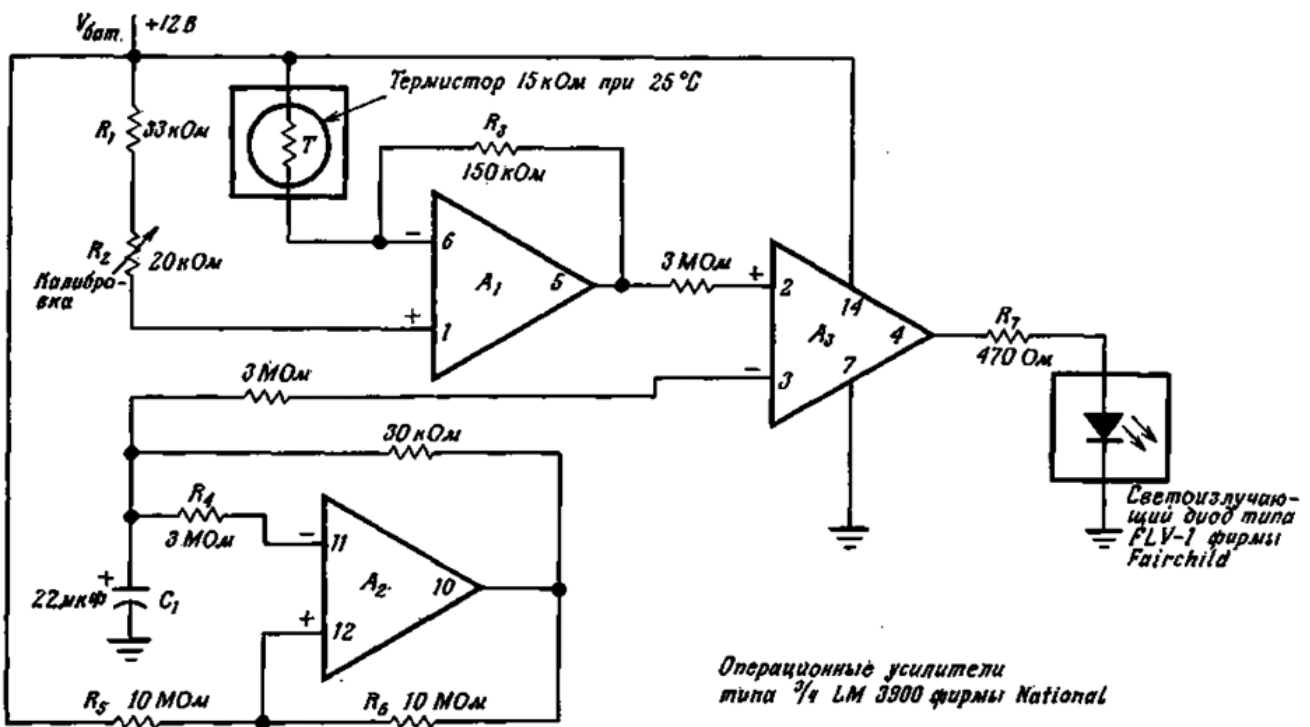 Vбат. +12 В
Термистор 15 кОм при 25 °С
R1 33 кОм
T
R3
150 кОм
R2 20 кОм
Калибро-
вка
− 6
A1 5
+ 1
3 МОм
+ 2
14
A3 4
7
− 3
R7
470 Ом
3 МОм
30 кОм
R4
3 МОм
− 11
A2 10
+ 12
+
22 мкФ C1
R5 10 МОм
R6 10 МОм
Светоизлучаю-
щий диод типа
FLV-1 фирмы
Fairchild
Операционные усилители
типа 3/4 LM 3900 фирмы National